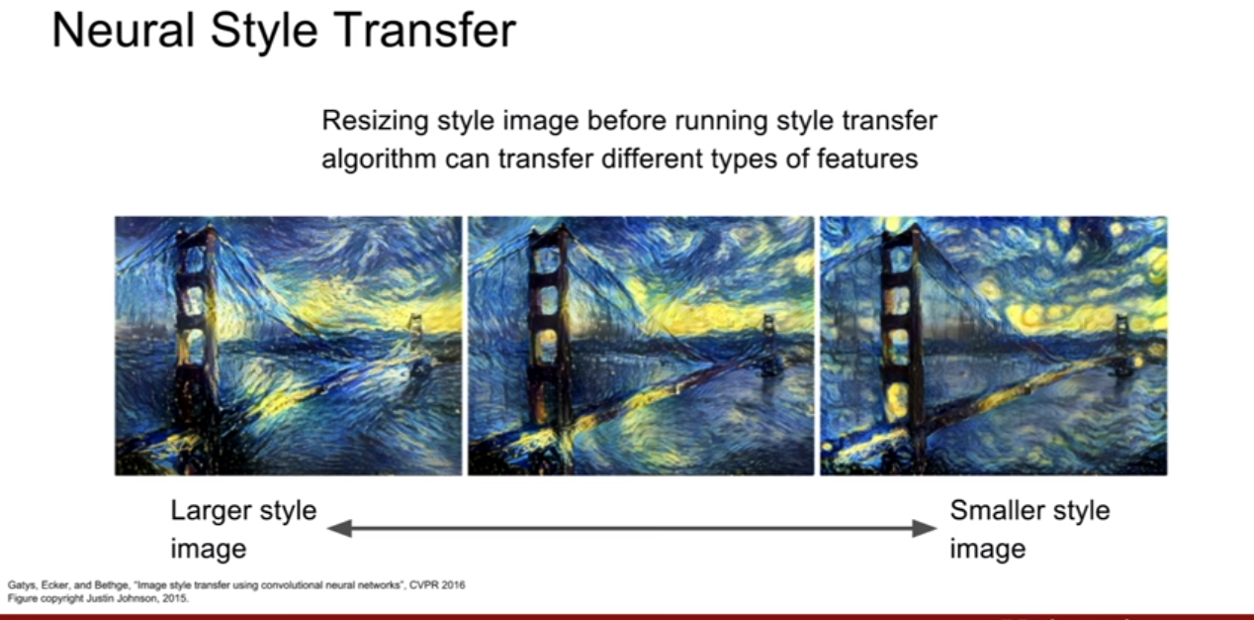 Neural Style Transfer
Resizing style image before running style transfer
algorithm can transfer different types of features
Larger style
image
Smaller style
image
Gatys, Ecker, and Bethge, "Image style transfer using convolutional neural networks", CVPR 2016
Figure copyright Justin Johnson, 2015.